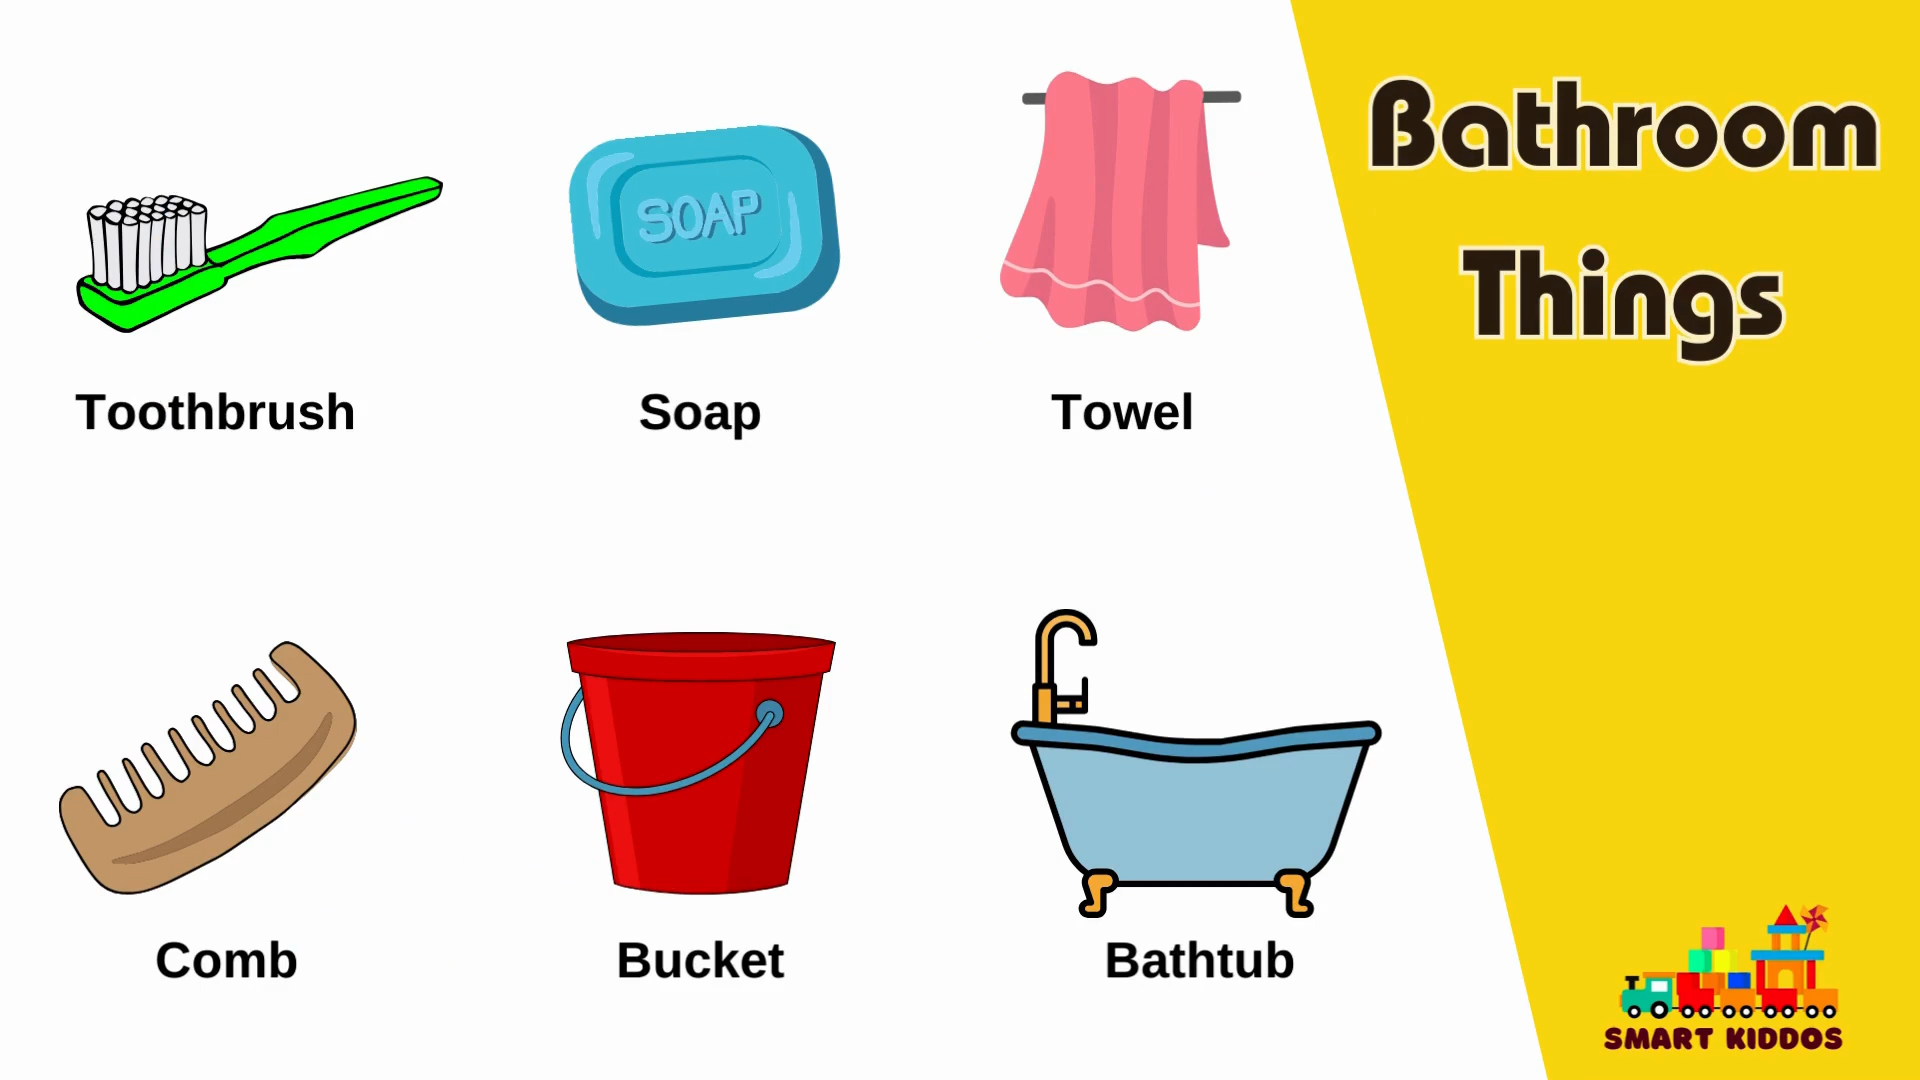 Bathroom
Things
SOAP
Toothbrush
Soap
Towel
Comb
Bucket
Bathtub
SMART KIDDOS